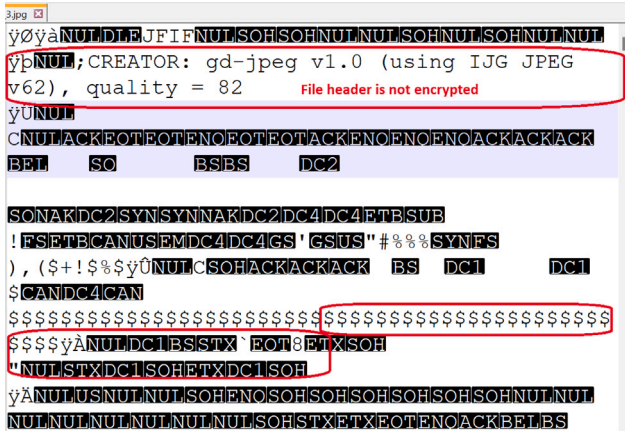 3.jpg
ÿØÿàNULDLEJFIFNULSOHSOHNULNULSOHNULSOHNULNUL
ÿþNUL;CREATOR: gd-jpeg v1.0 (using IJG JPEG
v62), quality = 82
File header is not encrypted
ÿÛNUL
CNULACKEOTEOTENQEOTEOTACKENQENQENQACKACKACK
BEL SO BSBS DC2
SONAKDC2SYNSYNNAKDC2DC4DC4ETBSUB
!FSETBCANUSEMDC4DC4GS'GSUS"#%%%SYNFS
),($+!$%$ÿÛNULCSOHACKACKACK BS DC1 DC1
$CANDC4CAN
$$$$$$$$$$$$$$$$$$$$$$$$$$$$$$$$$$$$$$$$$$$$$$
$$$$ÿÀNULDC1BSSTX`EOT8ETXSOH
"NULSTXDC1SOHETXDC1SOH
ÿÄNULUSNULNULSOHENQSOHSOHSOHSOHSOHSOHNULNUL
NULNULNULNULNULNULSOHSTXETXEOTENQACKBELBS